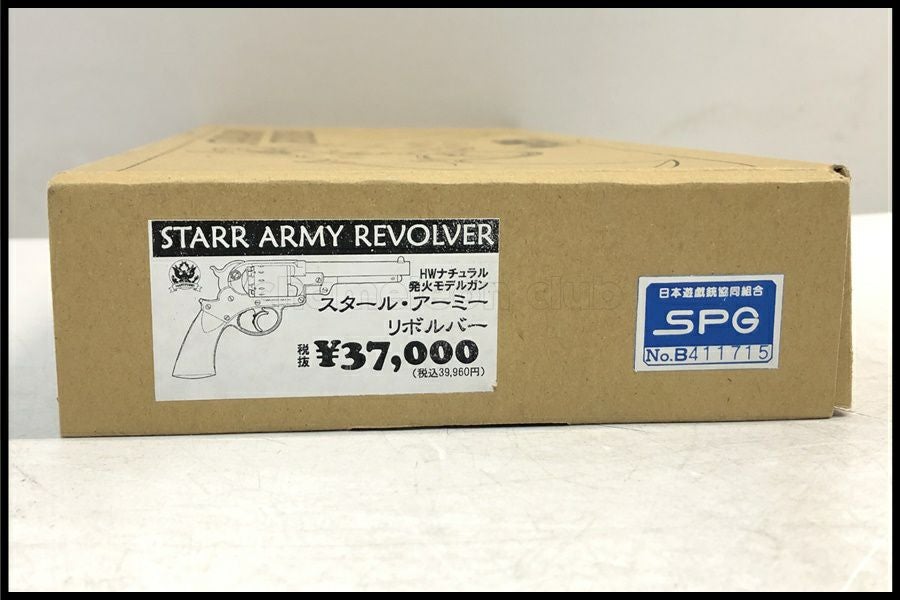 STARR ARMY REVOLVER
HWナチュラル
発火モデルガン
スタール・アーミー
リボルバー
税抜 ¥37,000
(税込39,960円)
日本遊戯銃協同組合
SPG
No.B411715